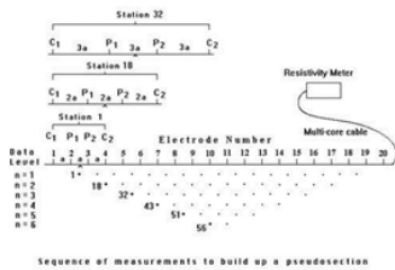 Station 32
C1 3a P1 3a P2 3a C2
Station 18
C1 2a P1 2a P2 2a C2
Station 1
C1 P1 P2 C2
Resistivity Meter
Multi-core cable
Electrode Number
Data
Level
a a a
1 2 3 4 5 6 7 8 9 10 11 12 13 14 15 16 17 18 19 20
n = 1 1
n = 2 18
n = 3 32
n = 4 43
n = 5 51
n = 6 56
Sequence of measurements to build up a pseudosection